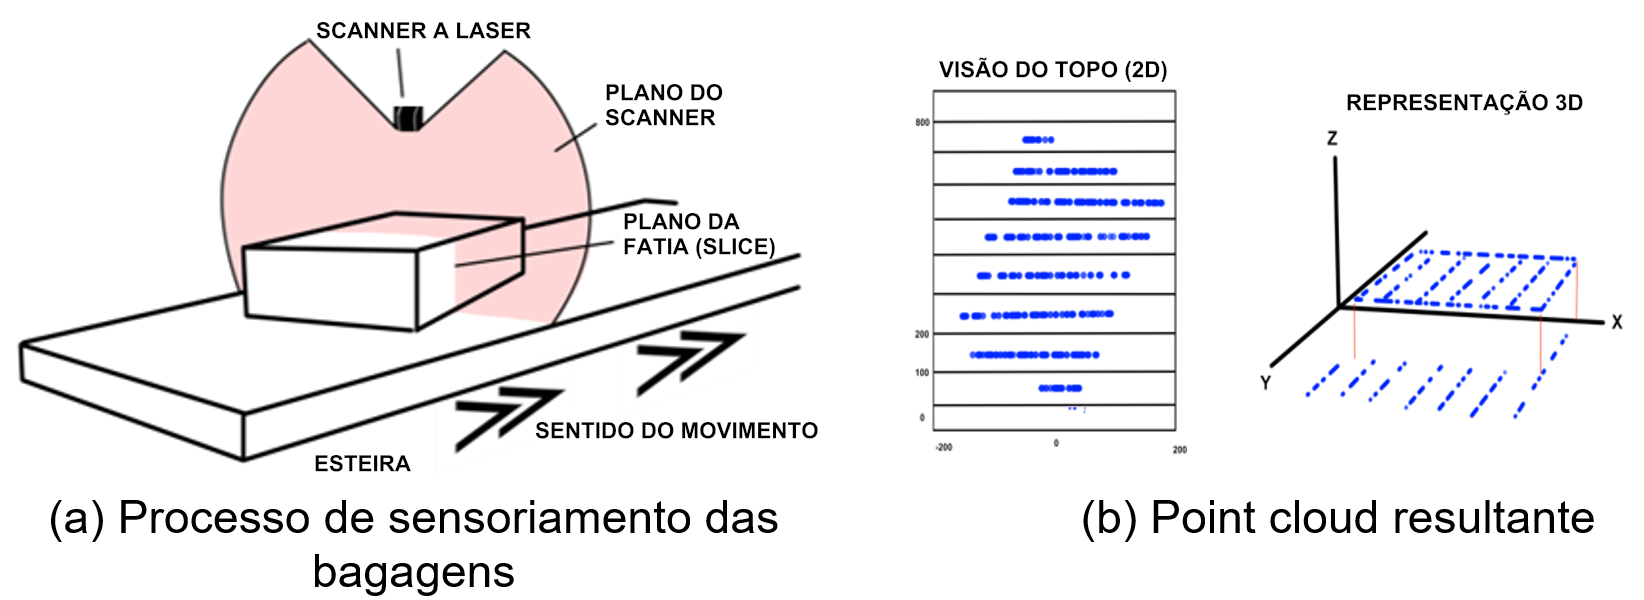 SCANNER A LASER
PLANO DO
SCANNER
PLANO DA
FATIA (SLICE)
SENTIDO DO MOVIMENTO
ESTEIRA
(a) Processo de sensoriamento das
bagagens
VISÃO DO TOPO (2D)
800
200
100
0
-200
0
200
REPRESENTAÇÃO 3D
Z
X
Y
(b) Point cloud resultante